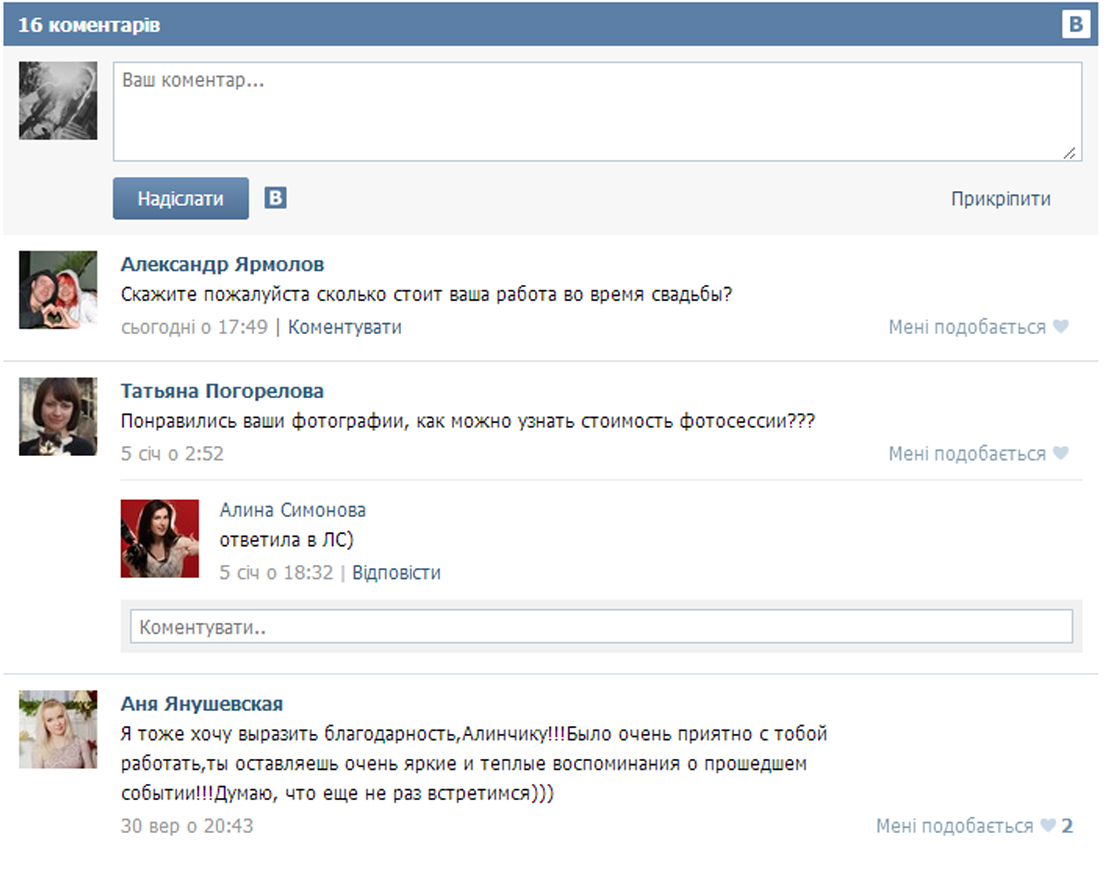 16 коментарів
B
Ваш коментар...
Надіслати B Прикріпити
Александр Ярмолов
Скажите пожалуйста сколько стоит ваша работа во время свадьбы?
сьогодні о 17:49 | Коментувати Мені подобається
Татьяна Погорелова
Понравились ваши фотографии, как можно узнать стоимость фотосессии???
5 січ о 2:52 Мені подобається
Алина Симонова
ответила в ЛС)
5 січ о 18:32 | Відповісти
Коментувати..
Аня Янушевская
Я тоже хочу выразить благодарность,Алинчику!!!Было очень приятно с тобой
работать,ты оставляешь очень яркие и теплые воспоминания о прошедшем
событии!!!Думаю, что еще не раз встретимся)))
30 вер о 20:43 Мені подобається 2